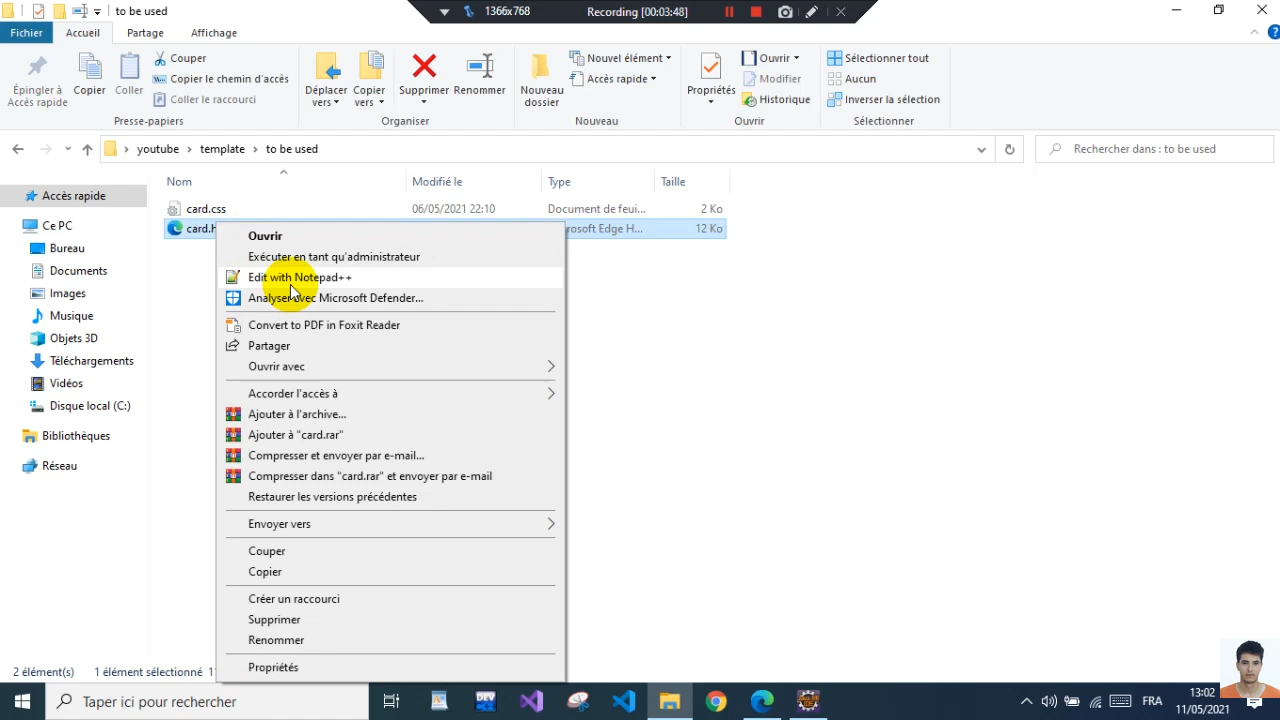 to be used
1366x768
Recording [00:03:48]
Fichier
Accueil
Partage
Affichage
Épingler à
Accès rapide
Copier
Coller
Couper
Copier le chemin d'accès
Coller le raccourci
Presse-papiers
Déplacer
vers
Copier
vers
Supprimer
Renommer
Organiser
Nouveau
dossier
Nouvel élément
Accès rapide
Nouveau
Propriétés
Ouvrir
Modifier
Historique
Ouvrir
Sélectionner tout
Aucun
Inverser la sélection
Sélectionner
youtube
template
to be used
Rechercher dans : to be used
Nom
Modifié le
Type
Taille
card.css
06/05/2021 22:10
Document de feui...
2 Ko
card.h
rosoft Edge H...
12 Ko
Accès rapide
Ce PC
Bureau
Documents
Images
Musique
Objets 3D
Téléchargements
Vidéos
Disque local (C:)
Bibliothèques
Réseau
Ouvrir
Exécuter en tant qu'administrateur
Edit with Notepad++
Analyser avec Microsoft Defender...
Convert to PDF in Foxit Reader
Partager
Ouvrir avec
Accorder l'accès à
Ajouter à l'archive...
Ajouter à "card.rar"
Compresser et envoyer par e-mail...
Compresser dans "card.rar" et envoyer par e-mail
Restaurer les versions précédentes
Envoyer vers
Couper
Copier
Créer un raccourci
Supprimer
Renommer
Propriétés
2 élément(s)
1 élément sélectionné
Taper ici pour rechercher
DEV
FRA
13:02
11/05/2021